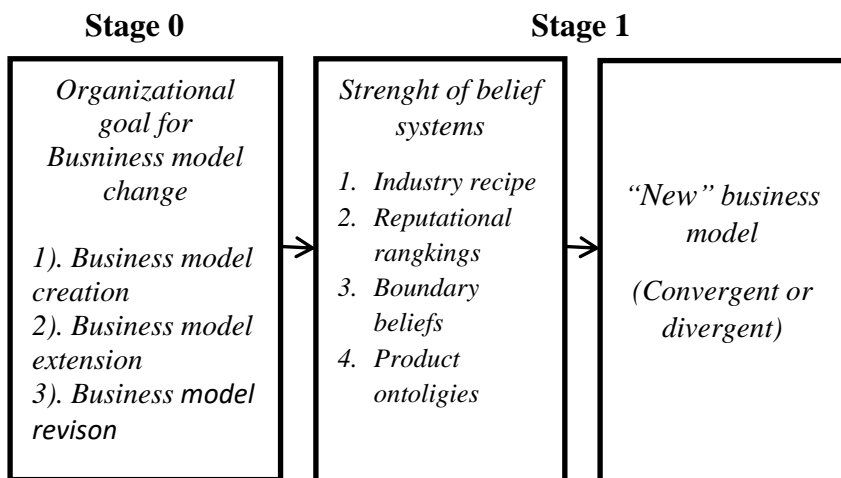 Stage 0
Stage 1
Organizational
goal for
Busniness model
change
1). Business model
creation
2). Business model
extension
3). Business model
revison
Strenght of belief
systems
1. Industry recipe
2. Reputational
rangkings
3. Boundary
beliefs
4. Product
ontoligies
“New” business
model
(Convergent or
divergent)